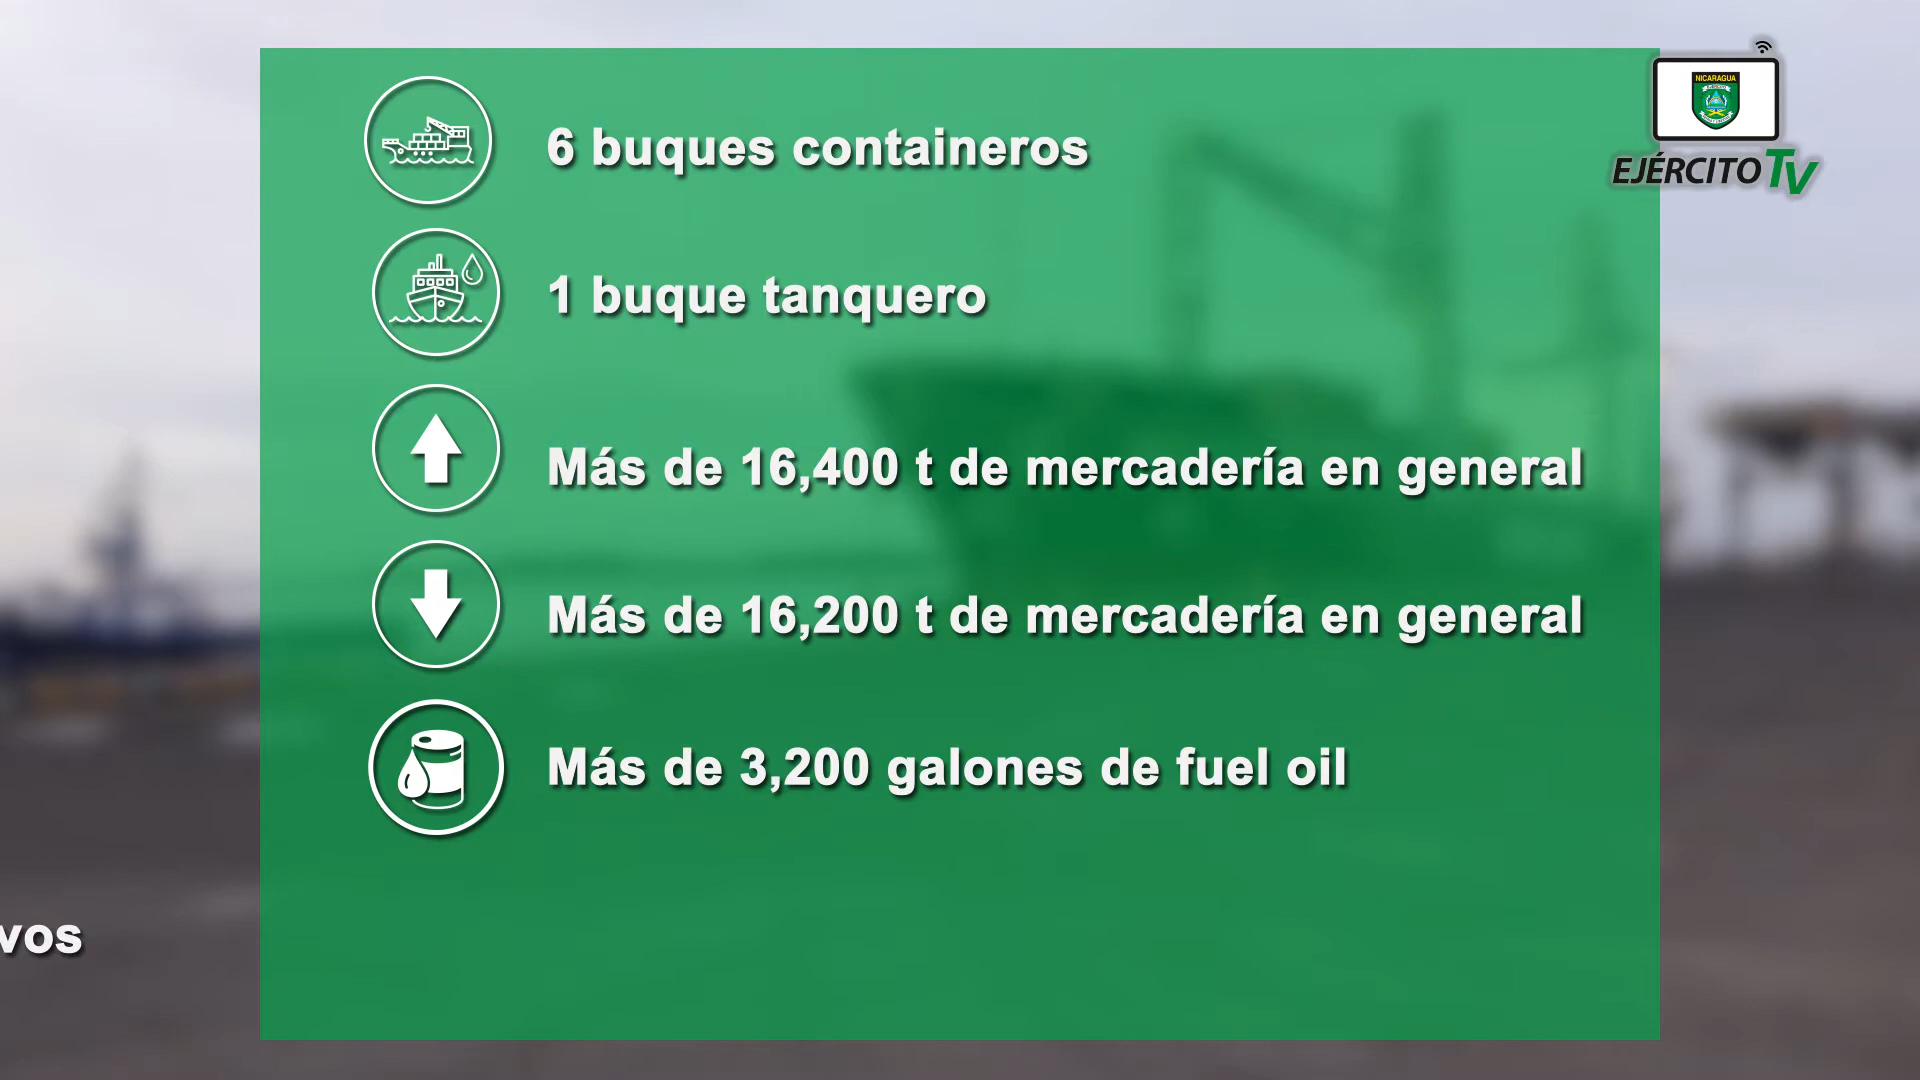 NICARAGUA
EJÉRCITO TV
6 buques containeros
1 buque tanquero
Más de 16,400 t de mercadería en general
Más de 16,200 t de mercadería en general
Más de 3,200 galones de fuel oil
vos